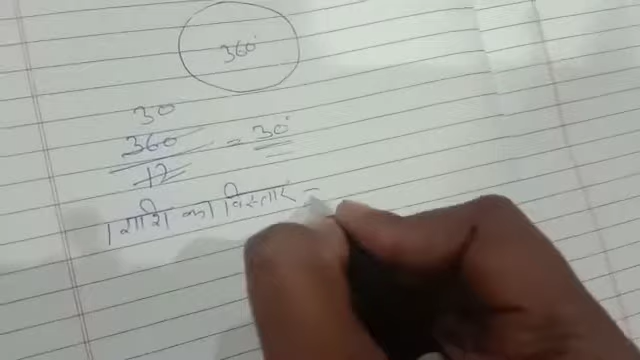 360°
30
360
— = 30°
12
1 राशि का विस्तार =